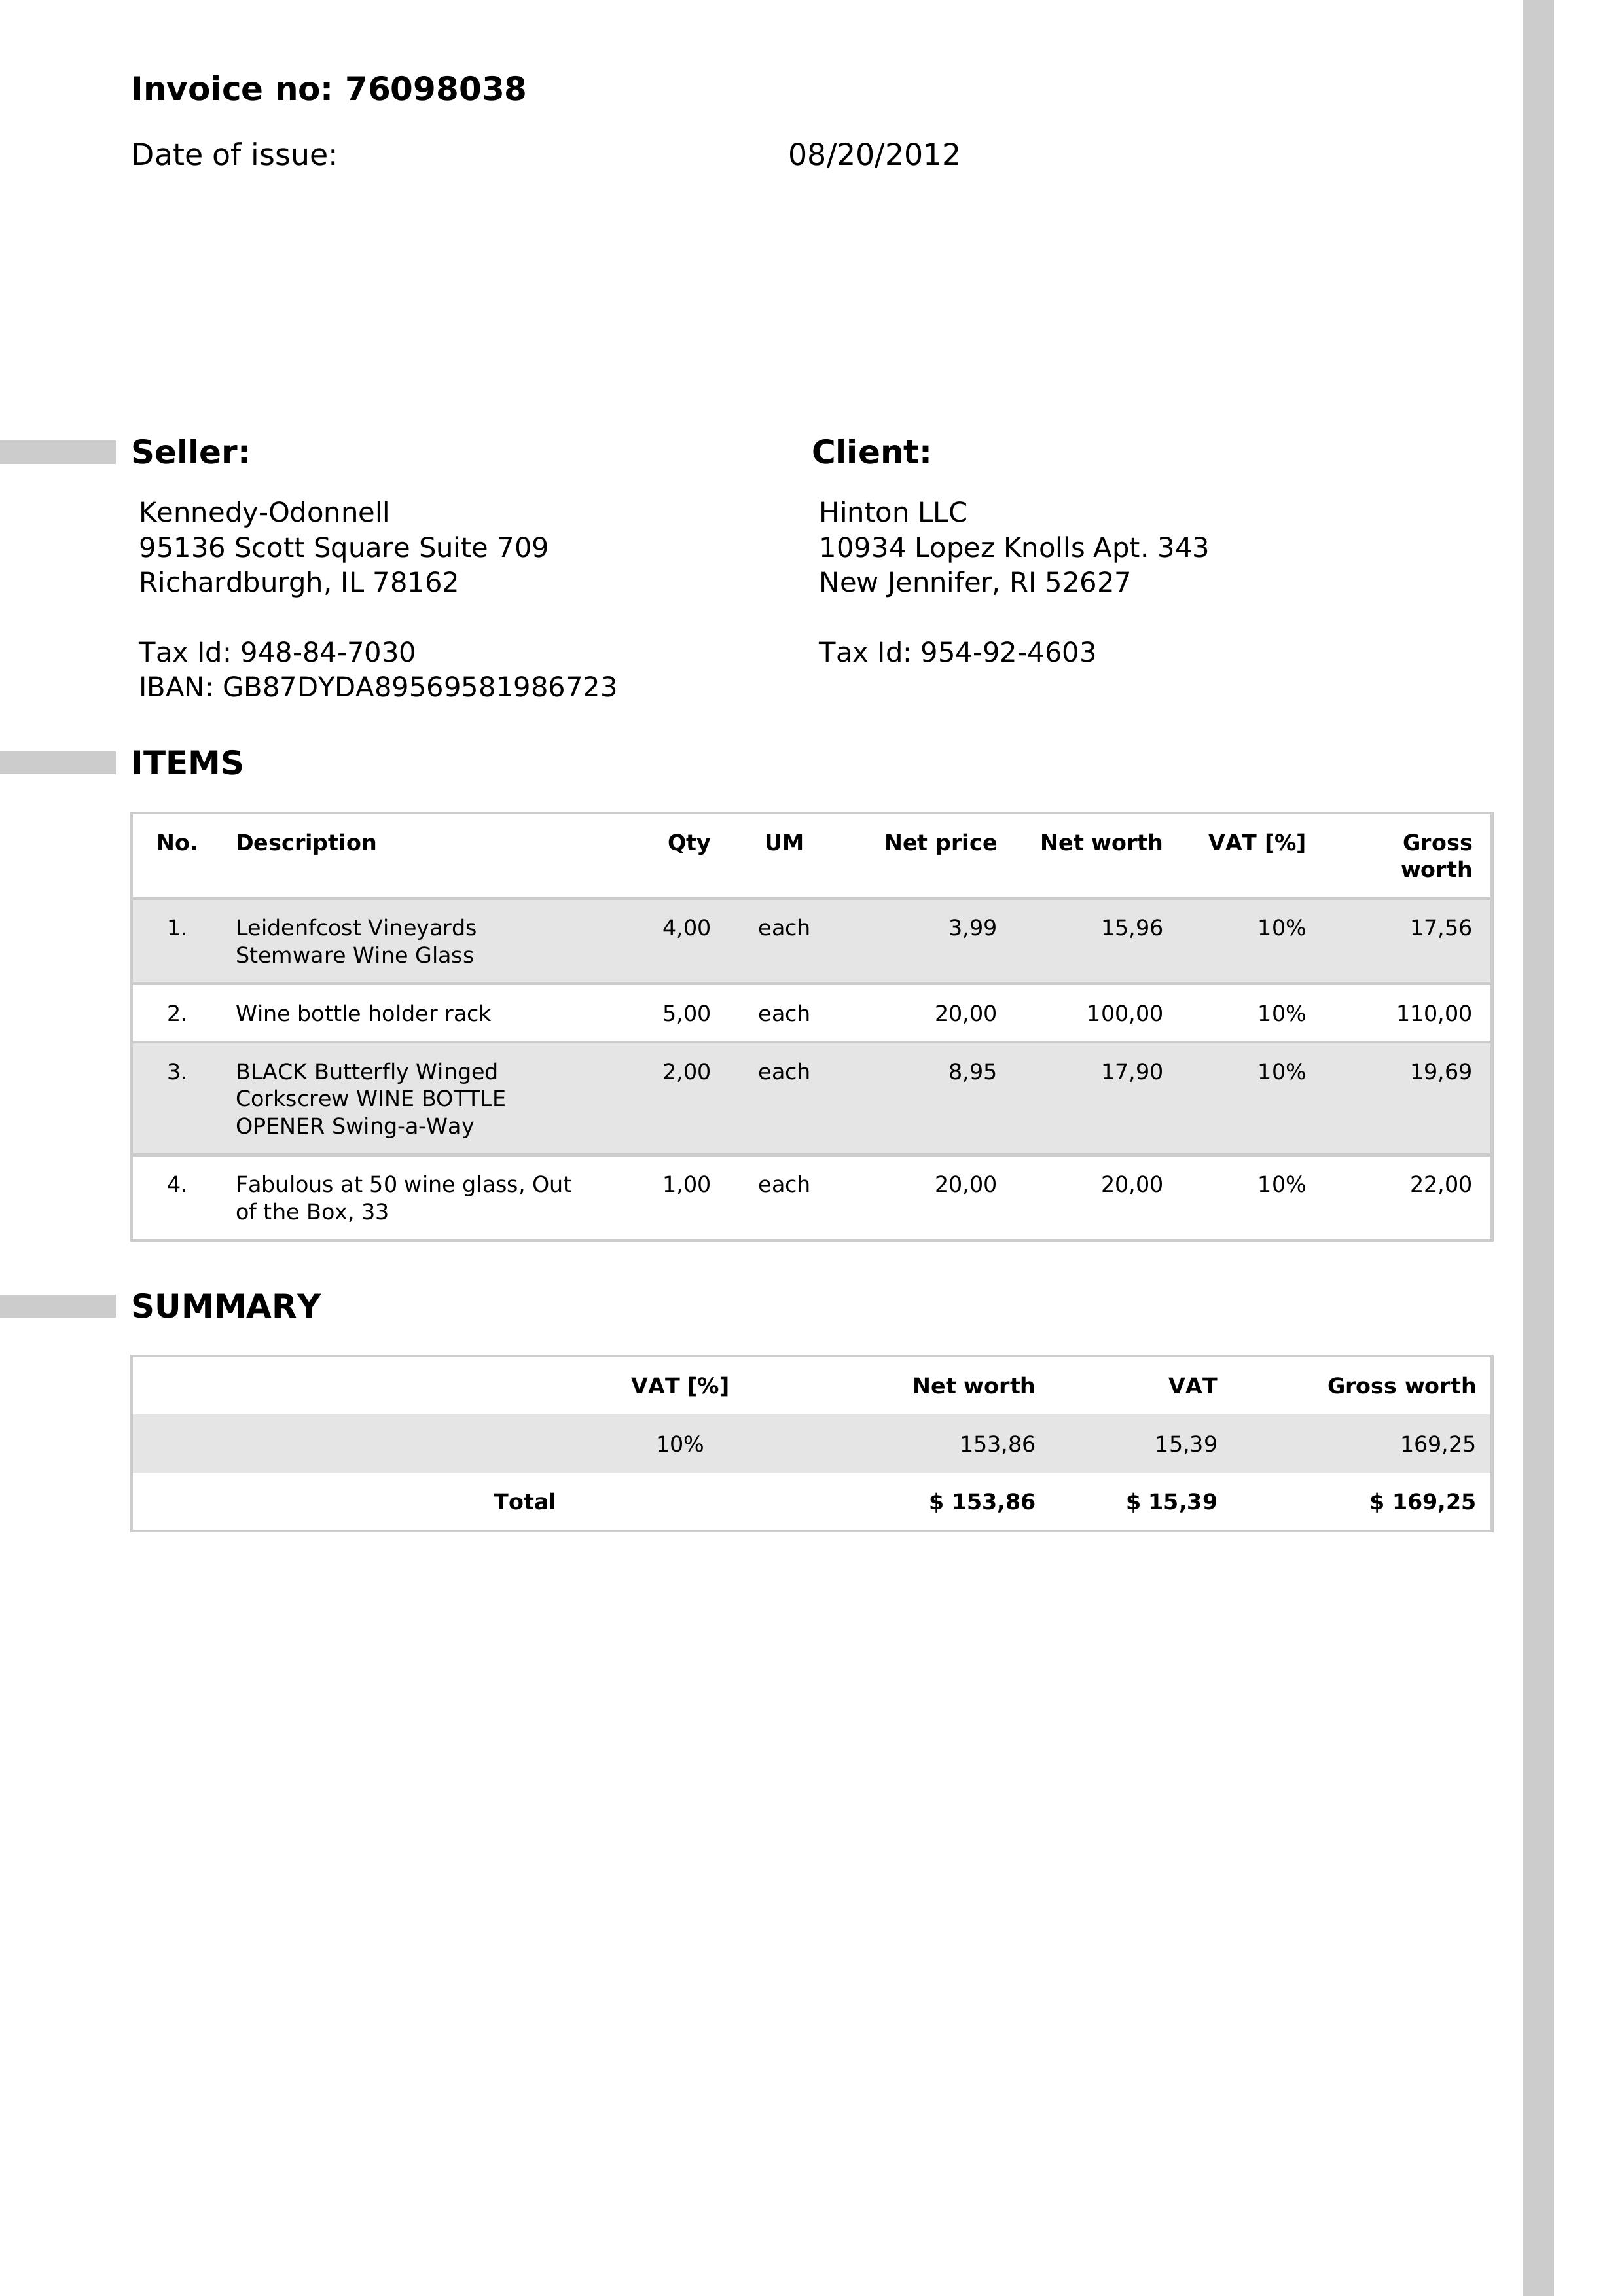 Invoice no: 76098038
Date of issue: 08/20/2012
Seller:
Kennedy-Odonnell
95136 Scott Square Suite 709
Richardburgh, IL 78162
Tax Id: 948-84-7030
IBAN: GB87DYDA89569581986723
Client:
Hinton LLC
10934 Lopez Knolls Apt. 343
New Jennifer, RI 52627
Tax Id: 954-92-4603
ITEMS
No. Description Qty UM Net price Net worth VAT [%] Gross
worth
1. Leidenfcost Vineyards 4,00 each 3,99 15,96 10% 17,56
Stemware Wine Glass
2. Wine bottle holder rack 5,00 each 20,00 100,00 10% 110,00
3. BLACK Butterfly Winged 2,00 each 8,95 17,90 10% 19,69
Corkscrew WINE BOTTLE
OPENER Swing-a-Way
4. Fabulous at 50 wine glass, Out 1,00 each 20,00 20,00 10% 22,00
of the Box, 33
SUMMARY
VAT [%] Net worth VAT Gross worth
10% 153,86 15,39 169,25
Total $ 153,86 $ 15,39 $ 169,25